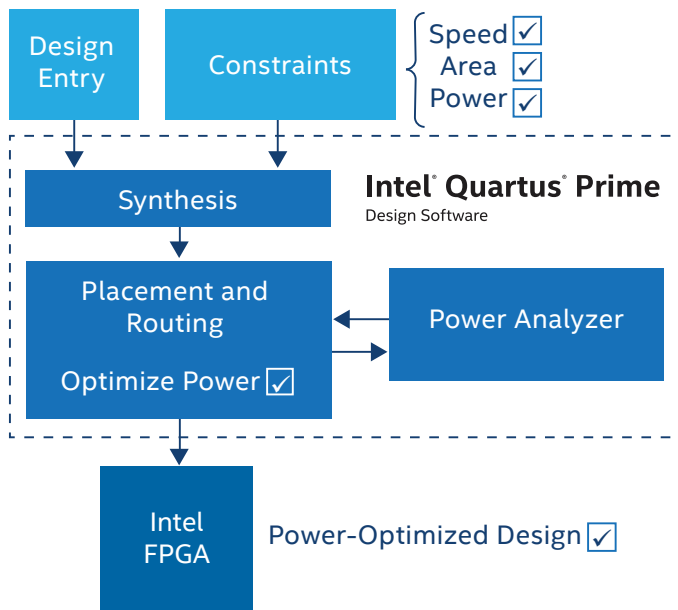 Design
Entry
Constraints
Speed
Area
Power
Synthesis
Intel® Quartus® Prime
Design Software
Placement and
Routing
Optimize Power
Power Analyzer
Intel
FPGA
Power-Optimized Design